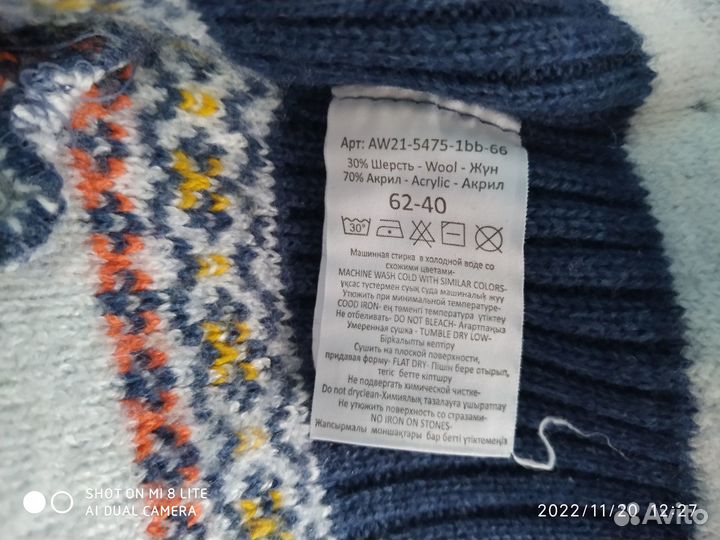 Арт: AW21-5475-1bb-66
30% Шерсть - Wool - Жүн
70% Акрил - Acrylic - Акрил
62-40
30°
Машинная стирка в холодной воде со
схожими цветами-
MACHINE WASH COLD WITH SIMILAR COLORS-
ұқсас түстермен суық суда машиналық жуу
Утюжить при минимальной температуре-
COOL IRON- ең төменгі температура үтіктеу
Не отбеливать- DO NOT BLEACH- Ағартпаңыз
Умеренная сушка - TUMBLE DRY LOW-
Бірқалыпты кептіру
Сушить на плоской поверхности,
придавая форму- FLAT DRY- Пішін бере отырып,
тегіс бетте кептіру
Не подвергать химической чистке-
Do not dryclean-Химиялық тазалауға ұшыратпау
Не утюжить поверхность со стразами-
NO IRON ON STONES-
Жапсырмалы моншақтары бар бетті үтіктемеңіз
SHOT ON MI 8 LITE
AI DUAL CAMERA
2022/11/20 12:27
Avito